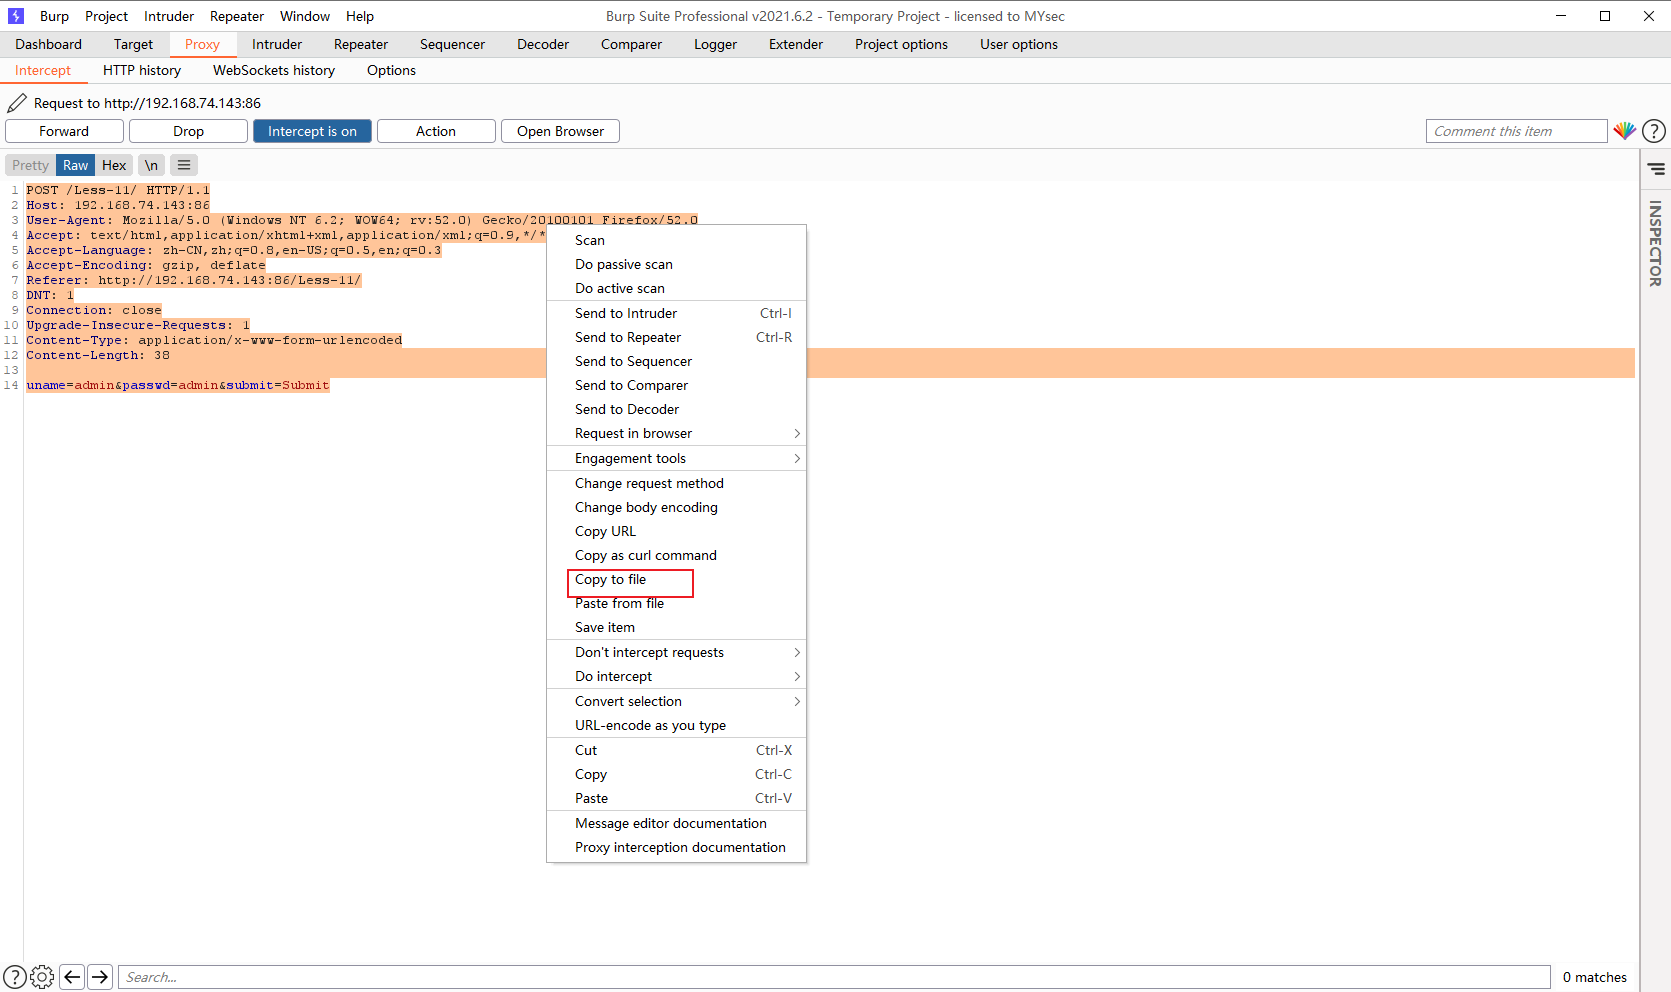 Burp Project Intruder Repeater Window Help Burp Suite Professional v2021.6.2 - Temporary Project - licensed to MYsec
Dashboard Target Proxy Intruder Repeater Sequencer Decoder Comparer Logger Extender Project options User options
Intercept HTTP history WebSockets history Options
Request to http://192.168.74.143:86
Forward Drop Intercept is on Action Open Browser Comment this item ?
Pretty Raw Hex \n
INSPECTOR
1 POST /Less-11/ HTTP/1.1
2 Host: 192.168.74.143:86
3 User-Agent: Mozilla/5.0 (Windows NT 6.2; WOW64; rv:52.0) Gecko/20100101 Firefox/52.0
4 Accept: text/html,application/xhtml+xml,application/xml;q=0.9,*/*
5 Accept-Language: zh-CN,zh;q=0.8,en-US;q=0.5,en;q=0.3
6 Accept-Encoding: gzip, deflate
7 Referer: http://192.168.74.143:86/Less-11/
8 DNT: 1
9 Connection: close
10 Upgrade-Insecure-Requests: 1
11 Content-Type: application/x-www-form-urlencoded
12 Content-Length: 38
13
14 uname=admin&passwd=admin&submit=Submit
Scan
Do passive scan
Do active scan
Send to Intruder Ctrl-I
Send to Repeater Ctrl-R
Send to Sequencer
Send to Comparer
Send to Decoder
Request in browser
Engagement tools
Change request method
Change body encoding
Copy URL
Copy as curl command
Copy to file
Paste from file
Save item
Don't intercept requests
Do intercept
Convert selection
URL-encode as you type
Cut Ctrl-X
Copy Ctrl-C
Paste Ctrl-V
Message editor documentation
Proxy interception documentation
? Search... 0 matches